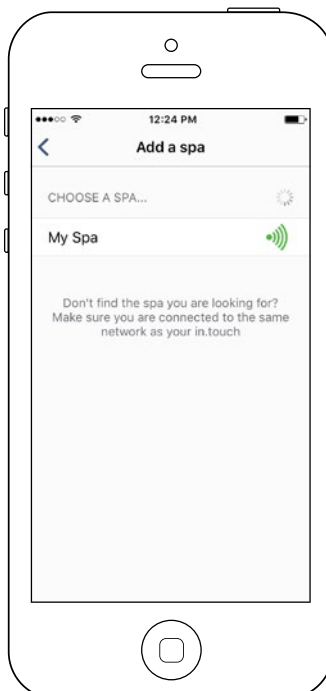 12:24 PM
Add a spa
CHOOSE A SPA...
My Spa
Don't find the spa you are looking for?
Make sure you are connected to the same
network as your in.touch